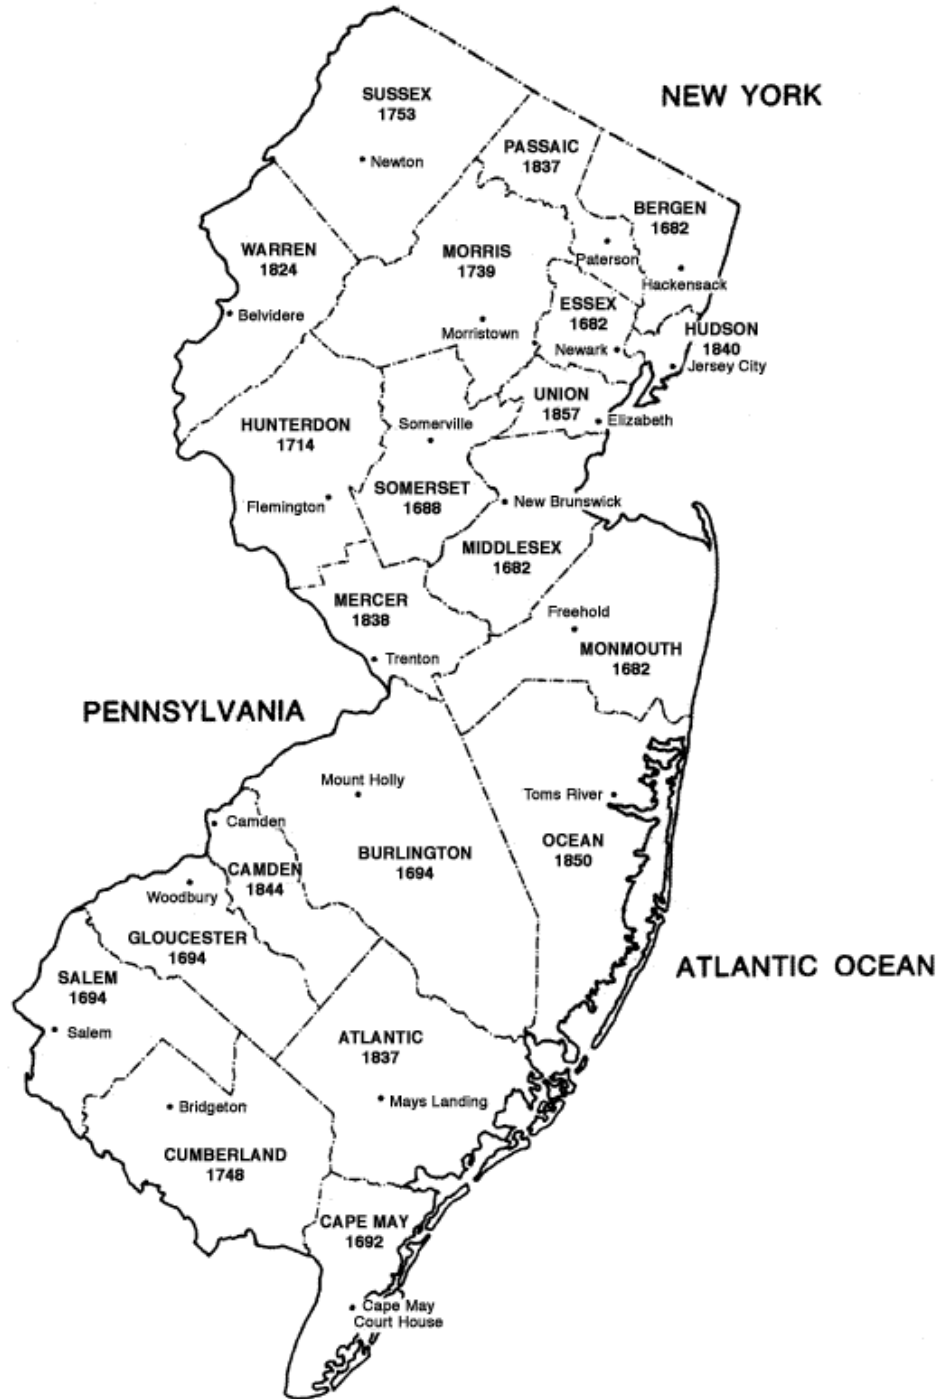 SUSSEX
1753
Newton
NEW YORK
PASSAIC
1837
BERGEN
1682
WARREN
1824
MORRIS
1739
Paterson
Hackensack
Belvidere
ESSEX
1682
Morristown
Newark
HUDSON
1840
Jersey City
UNION
1857
Elizabeth
HUNTERDON
1714
Somerville
Flemington
SOMERSET
1688
New Brunswick
MIDDLESEX
1682
MERCER
1838
Freehold
Trenton
MONMOUTH
1682
PENNSYLVANIA
Mount Holly
Toms River
Camden
CAMDEN
1844
BURLINGTON
1694
OCEAN
1850
Woodbury
GLOUCESTER
1694
ATLANTIC OCEAN
SALEM
1694
Salem
ATLANTIC
1837
Mays Landing
Bridgeton
CUMBERLAND
1748
CAPE MAY
1692
Cape May
Court House